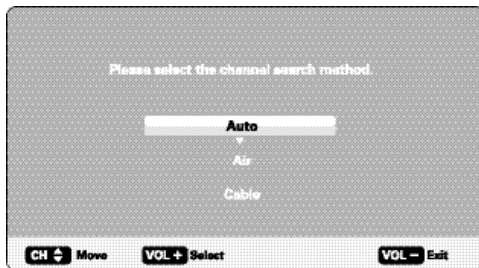 Please select the channel search method.
Auto
Air
Cable
CH Move VOL + Select VOL − Exit